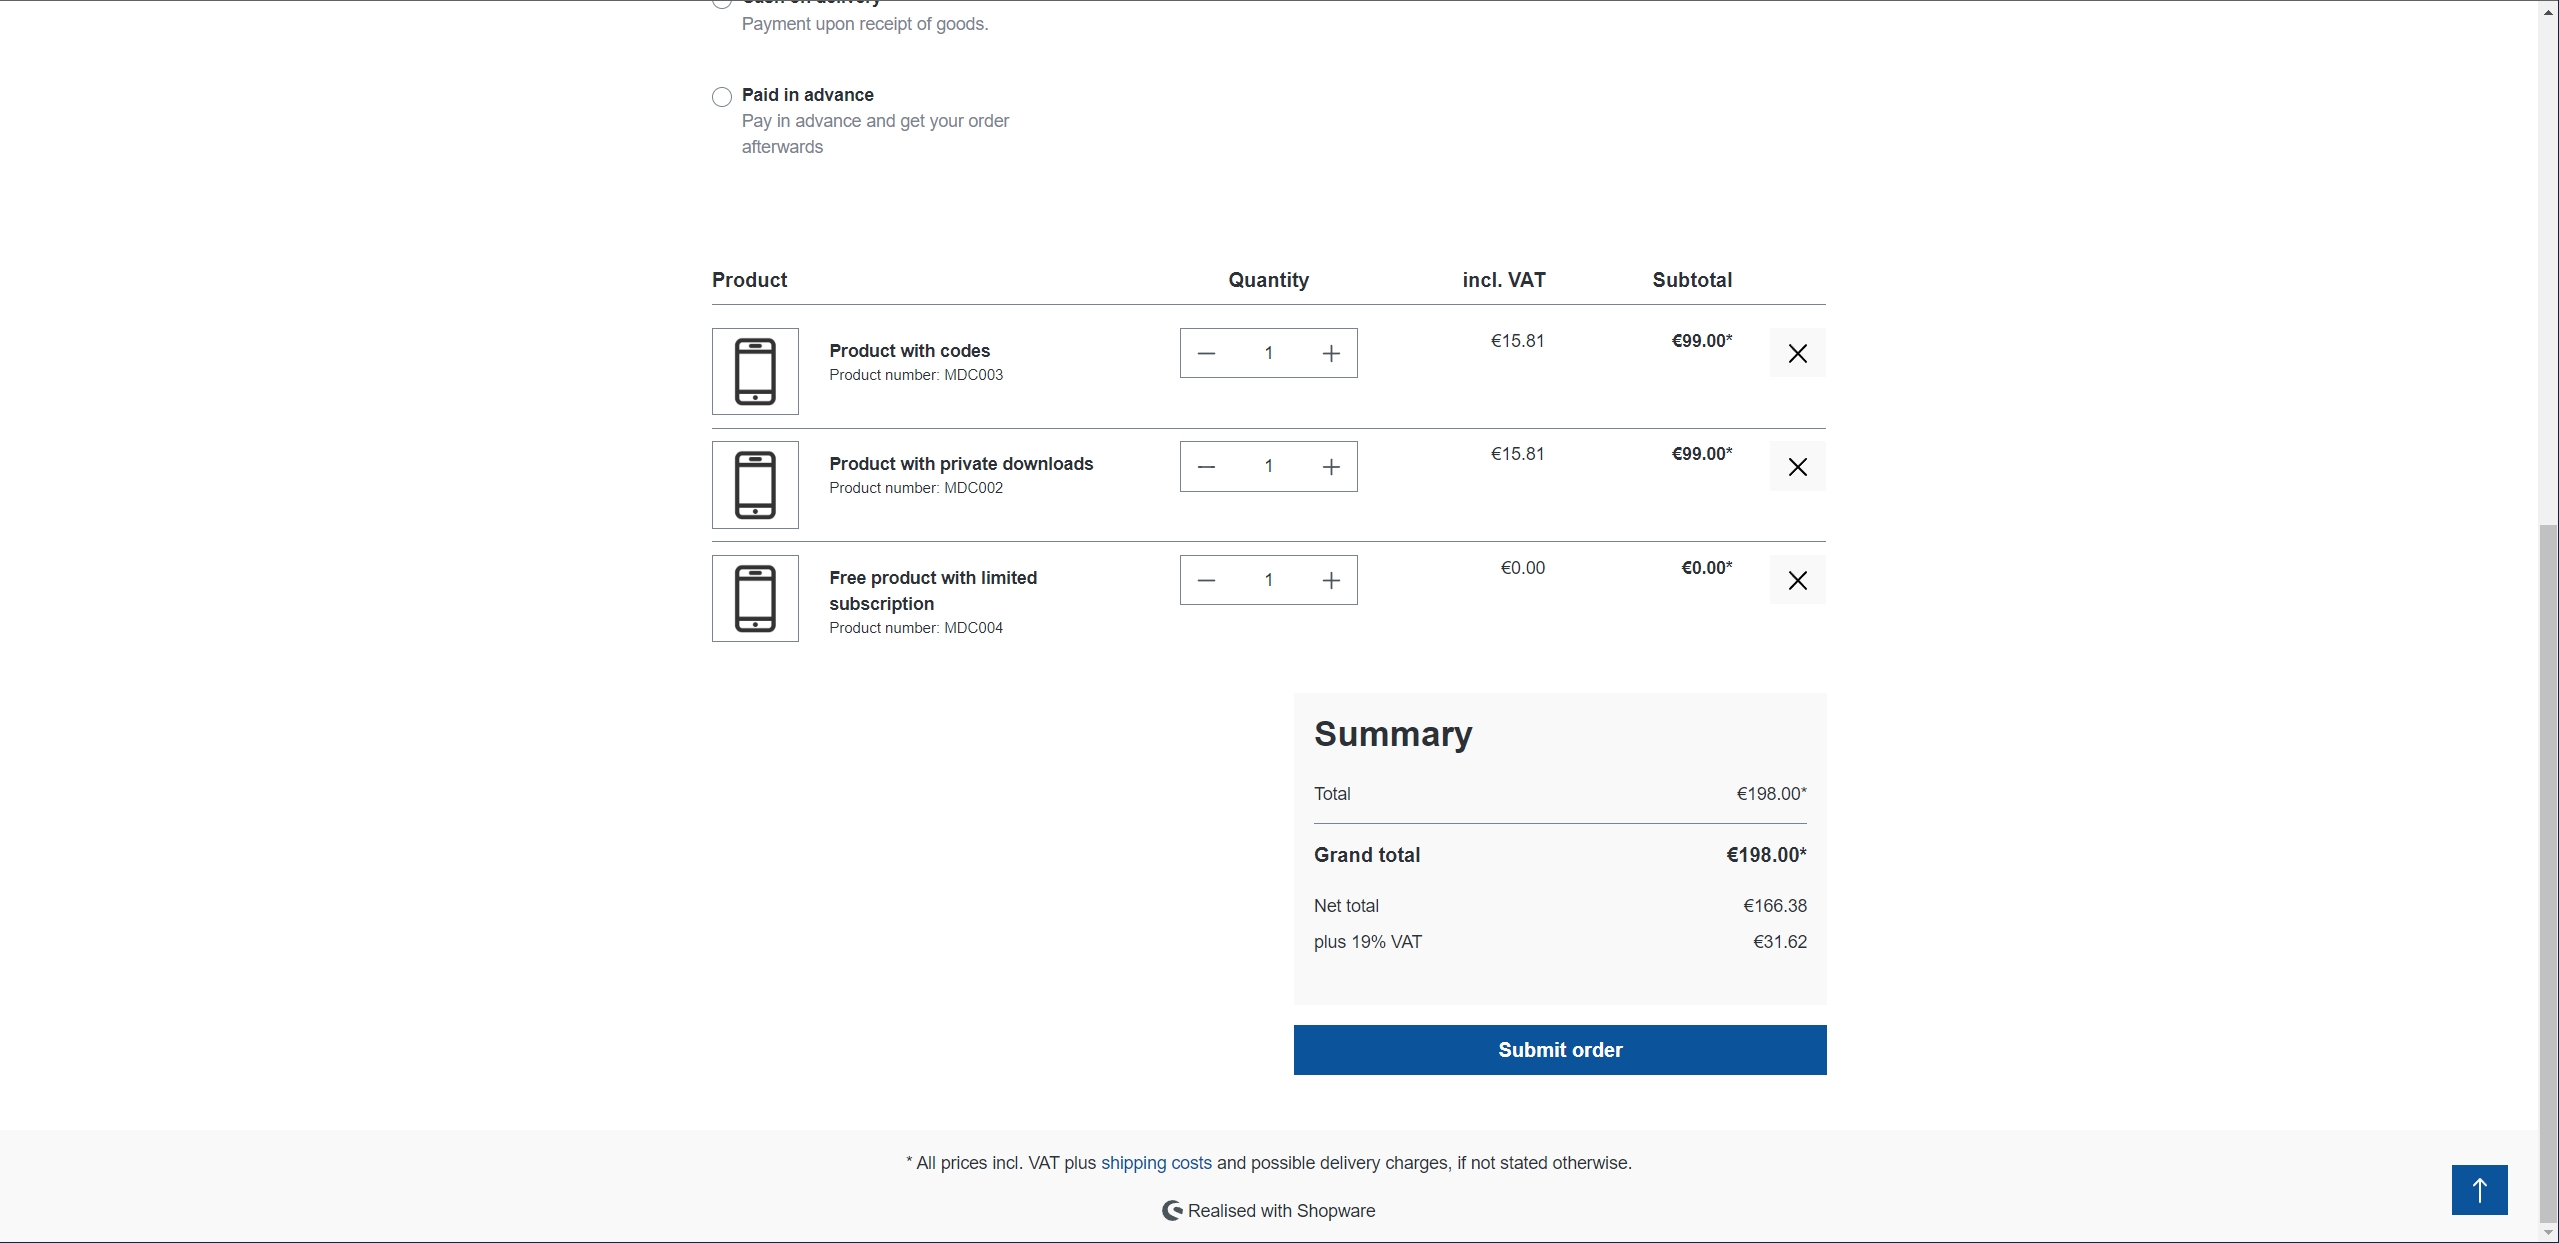 Payment upon receipt of goods.
Paid in advance
Pay in advance and get your order
afterwards
Product Quantity incl. VAT Subtotal
Product with codes
Product number: MDC003
1
€15.81
€99.00*
Product with private downloads
Product number: MDC002
1
€15.81
€99.00*
Free product with limited
subscription
Product number: MDC004
1
€0.00
€0.00*
Summary
Total €198.00*
Grand total €198.00*
Net total €166.38
plus 19% VAT €31.62
Submit order
* All prices incl. VAT plus shipping costs and possible delivery charges, if not stated otherwise.
Realised with Shopware